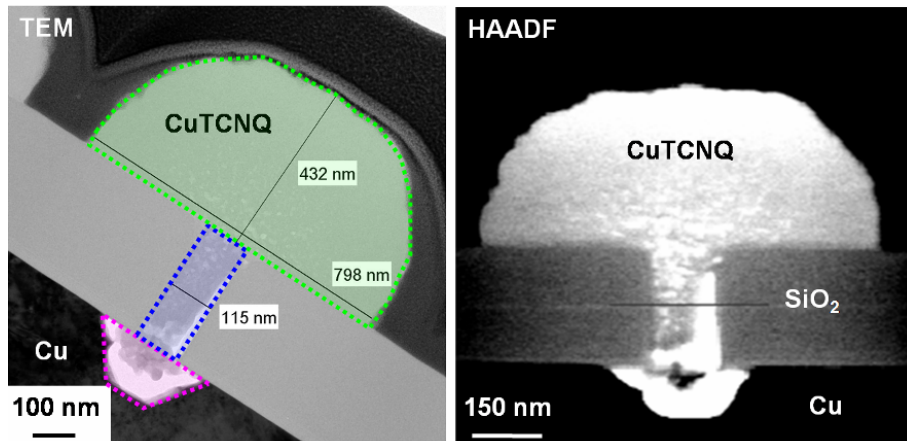 TEM
CuTCNQ
432 nm
798 nm
115 nm
Cu
100 nm
HAADF
CuTCNQ
SiO₂
Cu
150 nm